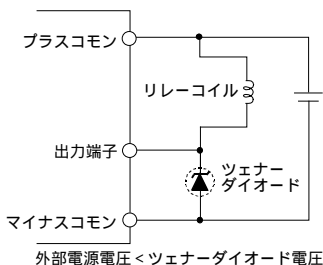 プラスコモン
リレーコイル
出力端子
ツェナー
ダイオード
マイナスコモン
外部電源電圧<ツェナーダイオード電圧